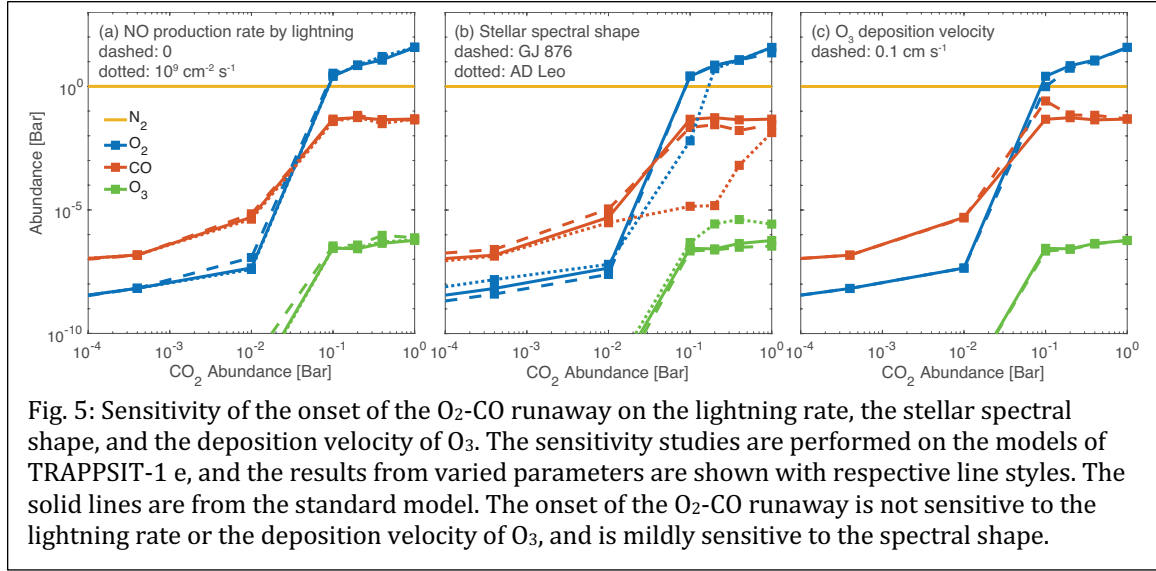 (a) NO production rate by lightning
dashed: 0
dotted: 10⁹ cm⁻² s⁻¹
N₂
O₂
CO
O₃
(b) Stellar spectral shape
dashed: GJ 876
dotted: AD Leo
(c) O₃ deposition velocity
dashed: 0.1 cm s⁻¹
Abundance [Bar]
10⁰
10⁻⁵
10⁻¹⁰
10⁻⁴ 10⁻³ 10⁻² 10⁻¹ 10⁰
CO₂ Abundance [Bar]
10⁻⁴ 10⁻³ 10⁻² 10⁻¹ 10⁰
CO₂ Abundance [Bar]
10⁻⁴ 10⁻³ 10⁻² 10⁻¹ 10⁰
CO₂ Abundance [Bar]
Fig. 5: Sensitivity of the onset of the O₂-CO runaway on the lightning rate, the stellar spectral
shape, and the deposition velocity of O₃. The sensitivity studies are performed on the models of
TRAPPSIT-1 e, and the results from varied parameters are shown with respective line styles. The
solid lines are from the standard model. The onset of the O₂-CO runaway is not sensitive to the
lightning rate or the deposition velocity of O₃, and is mildly sensitive to the spectral shape.